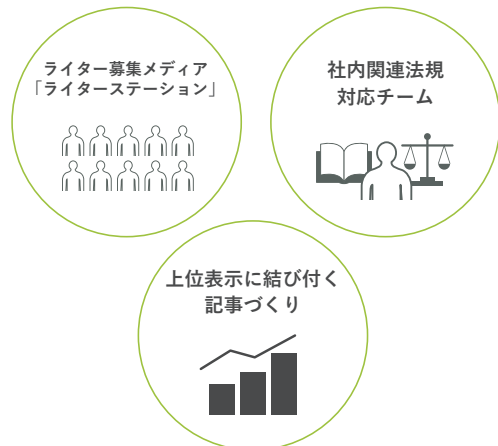 ライター募集メディア
「ライターステーション」
社内関連法規
対応チーム
上位表示に結び付く
記事づくり